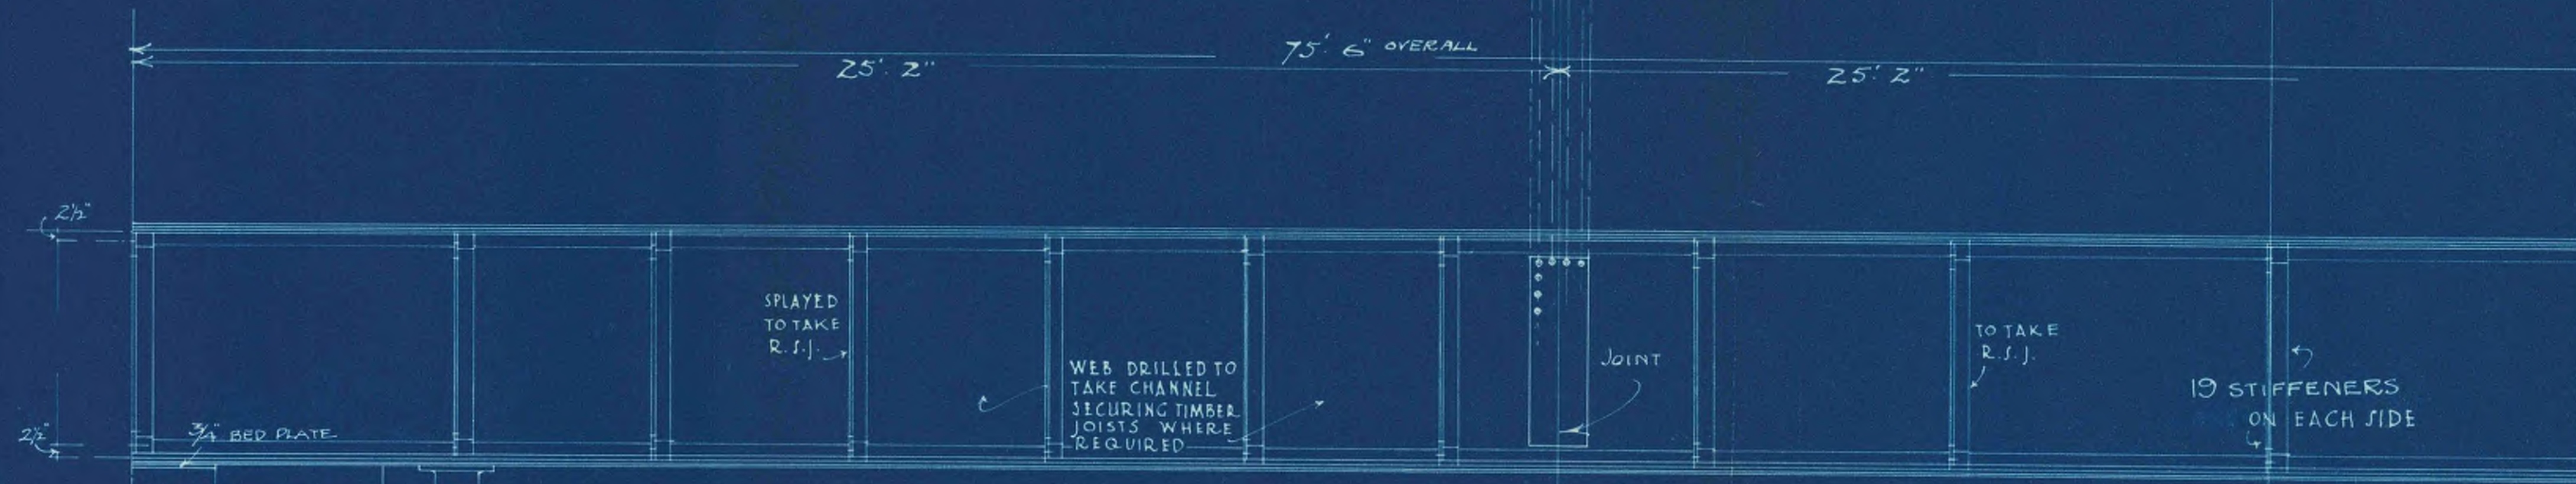 75'. 6" OVERALL
25'. 2"
25'. 2"
2½"
SPLAYED
TO TAKE
R.S.J.
WEB DRILLED TO
TAKE CHANNEL
SECURING TIMBER
JOISTS WHERE
REQUIRED
JOINT
TO TAKE
R.S.J.
19 STIFFENERS
ON EACH SIDE
2½"
¾" BED PLATE